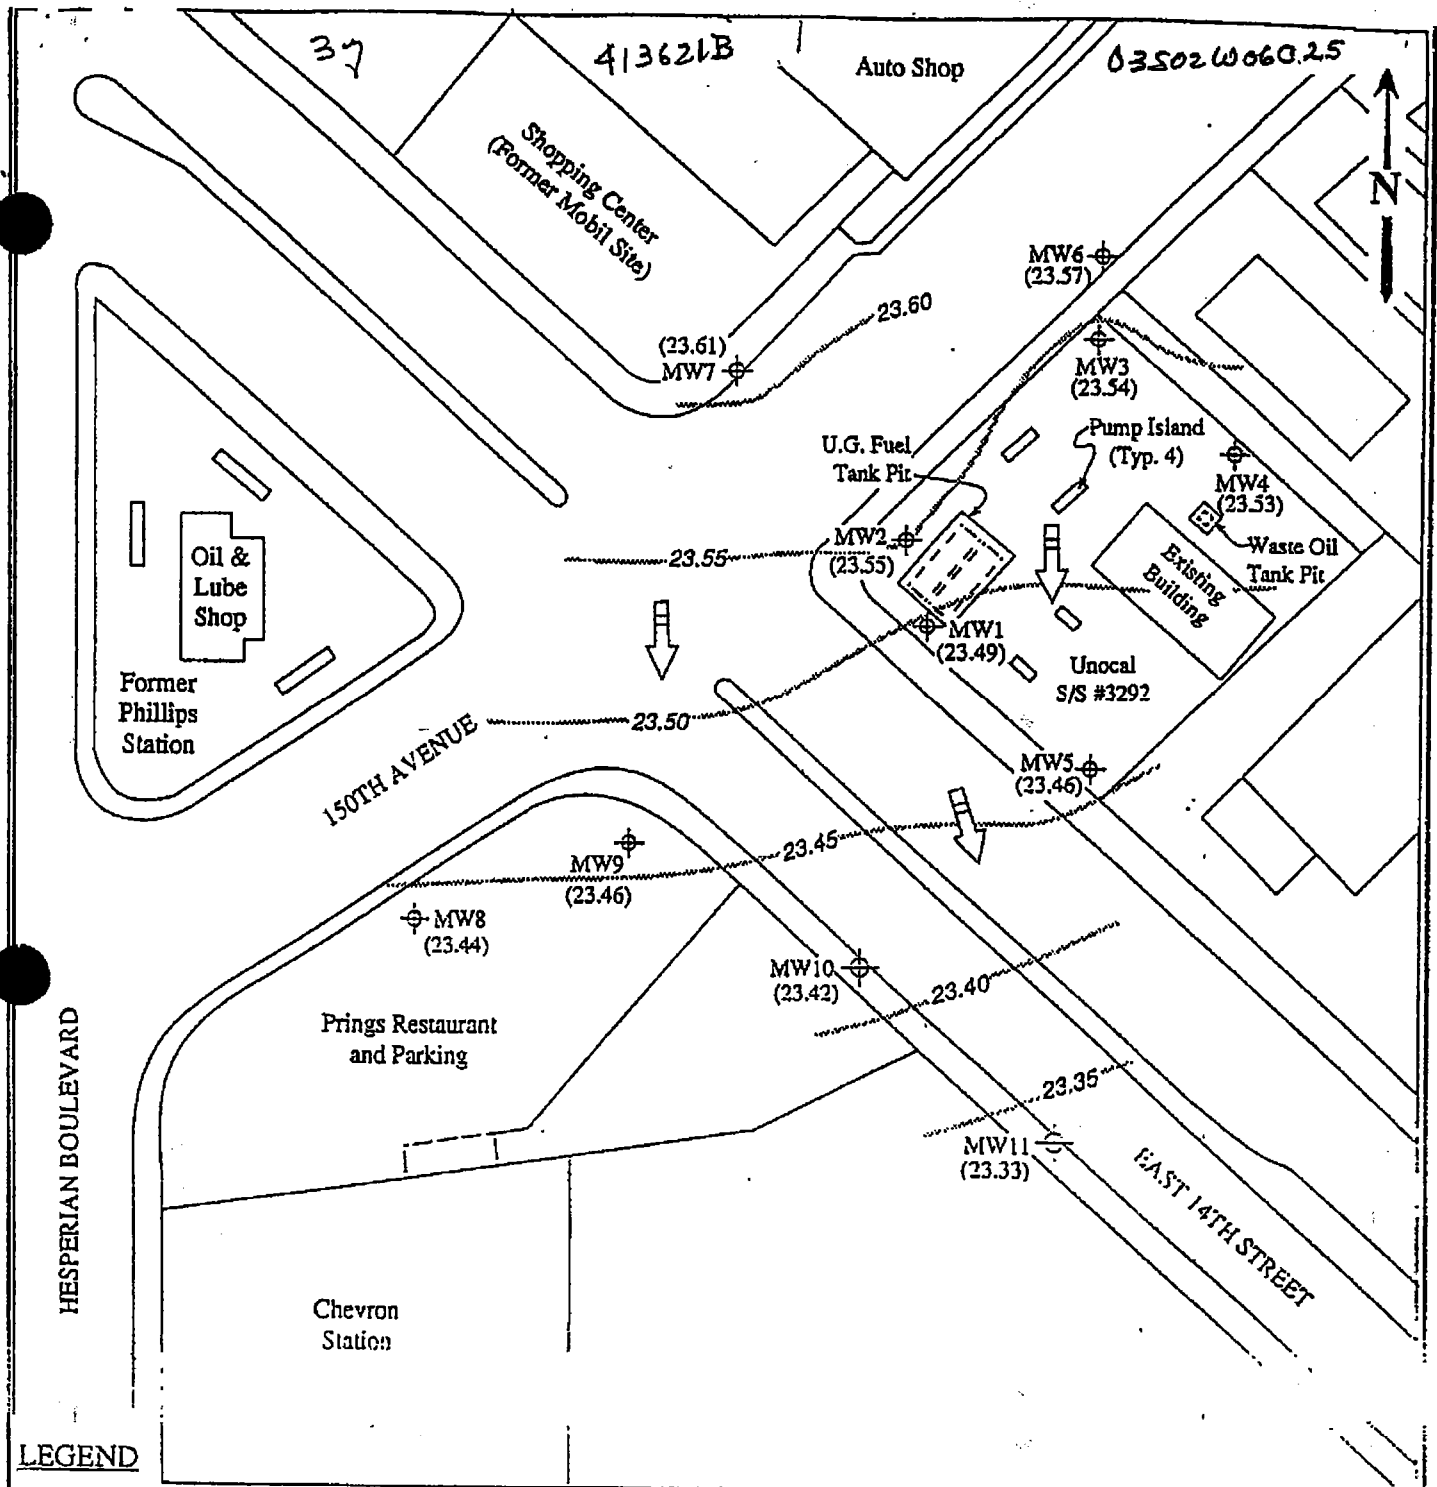 37
413621B
03S02W06C.25
Auto Shop
Shopping Center
(Former Mobil Site)
N
MW6
(23.57)
23.60
(23.61)
MW7
MW3
(23.54)
U.G. Fuel
Tank Pit
Pump Island
(Typ. 4)
MW4
(23.53)
MW2
(23.55)
23.55
Waste Oil
Tank Pit
Existing
Building
Oil &
Lube
Shop
MW1
(23.49)
Unocal
S/S #3292
Former
Phillips
Station
23.50
150TH AVENUE
MW5
(23.46)
23.45
MW9
(23.46)
MW8
(23.44)
MW10
(23.42)
23.40
Prings Restaurant
and Parking
23.35
MW11
(23.33)
HESPERIAN BOULEVARD
EAST 14TH STREET
Chevron
Station
LEGEND